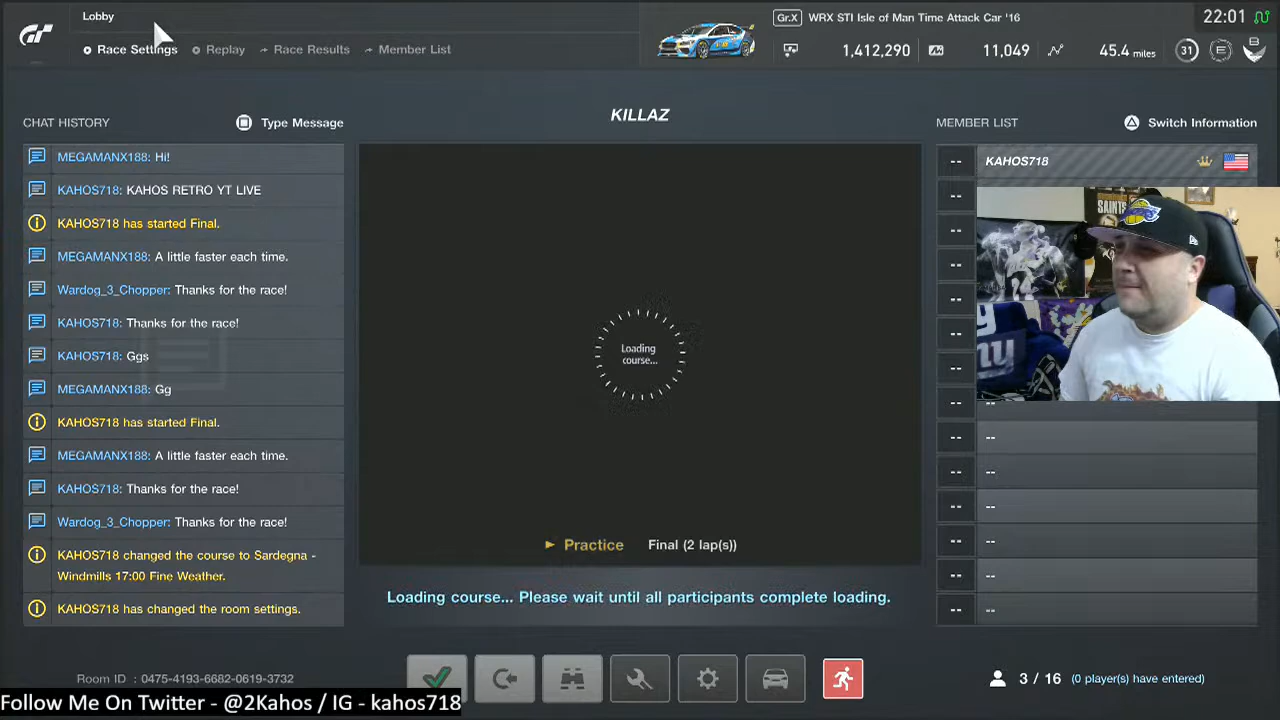 Lobby
Race Settings Replay Race Results Member List
Gr.X WRX STI Isle of Man Time Attack Car '16
1,412,290 11,049 45.4 miles 31 E B
22:01
KILLAZ
CHAT HISTORY Type Message
MEGAMANX188: Hi!
KAHOS718: KAHOS RETRO YT LIVE
KAHOS718 has started Final.
MEGAMANX188: A little faster each time.
Wardog_3_Chopper: Thanks for the race!
KAHOS718: Thanks for the race!
KAHOS718: Ggs
MEGAMANX188: Gg
KAHOS718 has started Final.
MEGAMANX188: A little faster each time.
KAHOS718: Thanks for the race!
Wardog_3_Chopper: Thanks for the race!
KAHOS718 changed the course to Sardegna -
Windmills 17:00 Fine Weather.
KAHOS718 has changed the room settings.
Loading
course...
Practice Final (2 lap(s))
Loading course... Please wait until all participants complete loading.
MEMBER LIST Switch Information
-- KAHOS718
--
--
--
--
--
--
--
-- --
-- --
-- --
-- --
-- --
-- --
SAINTS
Room ID : 0475-4193-6682-0619-3732
3 / 16 (0 player(s) have entered)
Follow Me On Twitter - @2Kahos / IG - kahos718